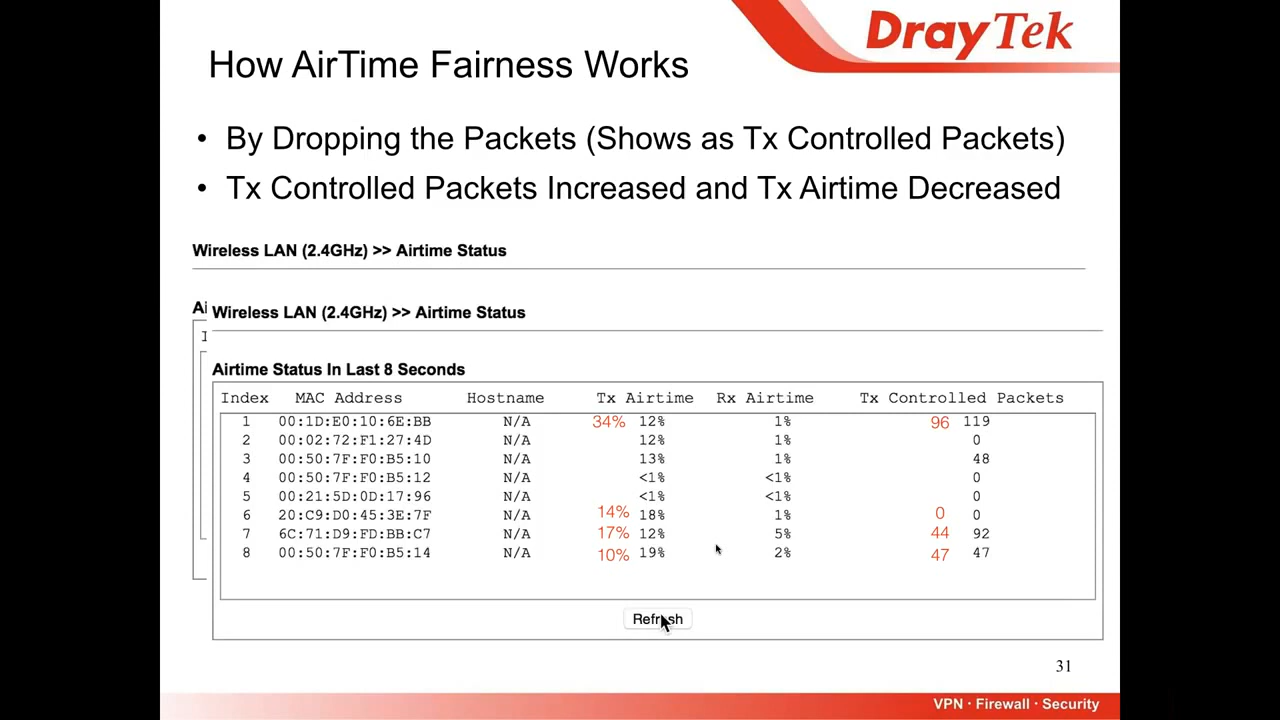 DrayTek
How AirTime Fairness Works
• By Dropping the Packets (Shows as Tx Controlled Packets)
• Tx Controlled Packets Increased and Tx Airtime Decreased
Wireless LAN (2.4GHz) >> Airtime Status
Ai
Wireless LAN (2.4GHz) >> Airtime Status
I
Airtime Status In Last 8 Seconds
Index MAC Address Hostname Tx Airtime Rx Airtime Tx Controlled Packets
1 00:1D:E0:10:6E:BB N/A 34% 12% 1% 96 119
2 00:02:72:F1:27:4D N/A 12% 1% 0
3 00:50:7F:F0:B5:10 N/A 13% 1% 48
4 00:50:7F:F0:B5:12 N/A <1% <1% 0
5 00:21:5D:0D:17:96 N/A <1% <1% 0
6 20:C9:D0:45:3E:7F N/A 14% 18% 1% 0 0
7 6C:71:D9:FD:BB:C7 N/A 17% 12% 5% 44 92
8 00:50:7F:F0:B5:14 N/A 10% 19% 2% 47 47
Refresh
31
VPN · Firewall · Security